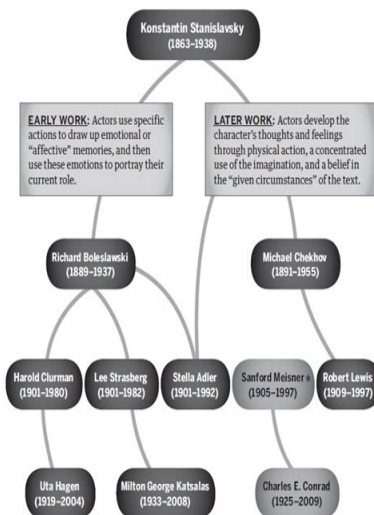 Konstantin Stanislavsky
(1863–1938)
EARLY WORK: Actors use specific
actions to draw up emotional or
“affective” memories, and then
use these emotions to portray their
current role.
LATER WORK: Actors develop the
character’s thoughts and feelings
through physical action, a concentrated
use of the imagination, and a belief in
the “given circumstances” of the text.
Richard Boleslawski
(1889–1937)
Michael Chekhov
(1891–1955)
Harold Clurman
(1901–1980)
Lee Strasberg
(1901–1982)
Stella Adler
(1901–1992)
Sanford Meisner *
(1905–1997)
Robert Lewis
(1909–1997)
Uta Hagen
(1919–2004)
Milton George Katsalas
(1933–2008)
Charles E. Conrad
(1925–2009)